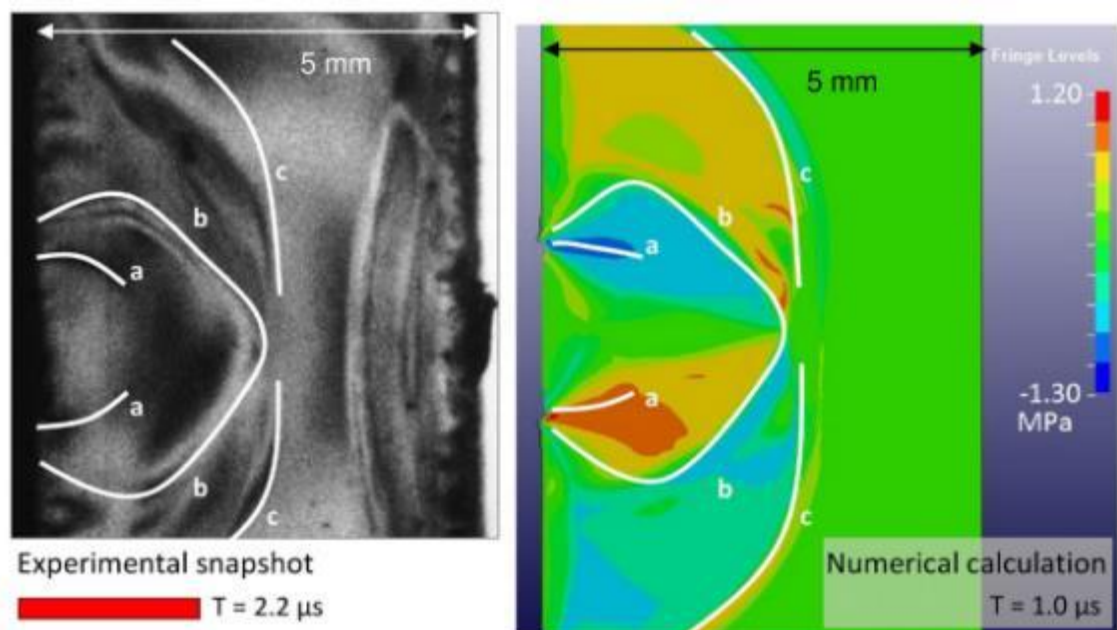 5 mm
c
b
a
a
b
c
Experimental snapshot
T = 2.2 µs
5 mm
Fringe Levels
1.20
-1.30
MPa
c
b
a
a
b
c
Numerical calculation
T = 1.0 µs